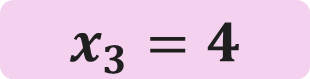 x₃ = 4